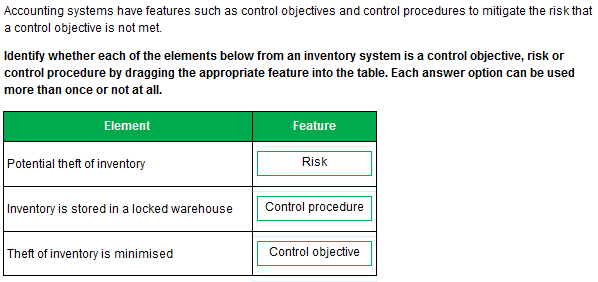 Accounting systems have features such as control objectives and control procedures to mitigate the risk that
a control objective is not met.
Identify whether each of the elements below from an inventory system is a control objective, risk or
control procedure by dragging the appropriate feature into the table. Each answer option can be used
more than once or not at all.
Element Feature
Potential theft of inventory Risk
Inventory is stored in a locked warehouse Control procedure
Theft of inventory is minimised Control objective